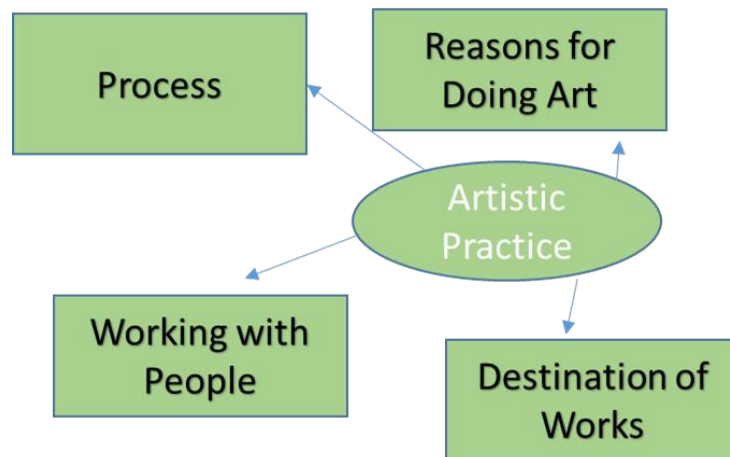 Process
Reasons for
Doing Art
Artistic
Practice
Working with
People
Destination of
Works